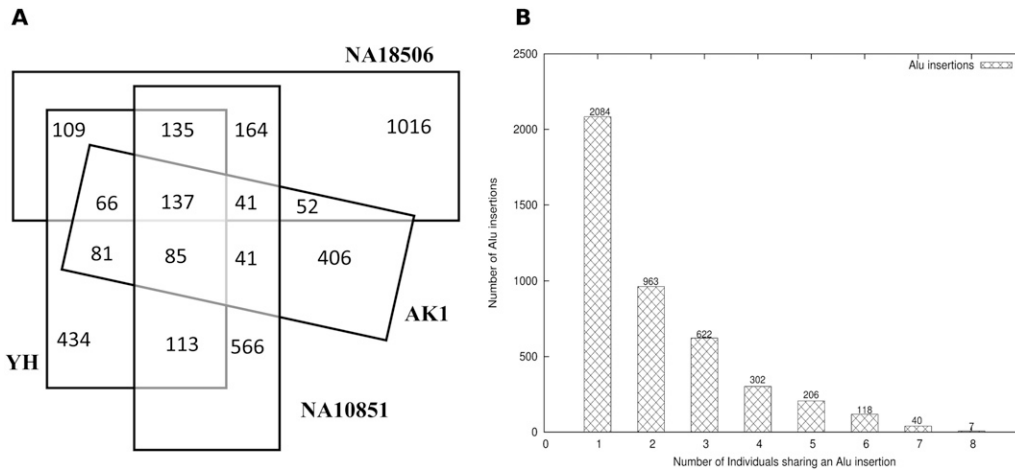 A
NA18506
109 135 164 1016
66 137 41 52
81 85 41 406
AK1
434 113 566
YH
NA10851
B
2500
2000
1500
1000
500
0
Number of Alu insertions
Alu insertions
2084
963
622
302
206
118
40
7
0 1 2 3 4 5 6 7 8
Number of Individuals sharing an Alu insertion